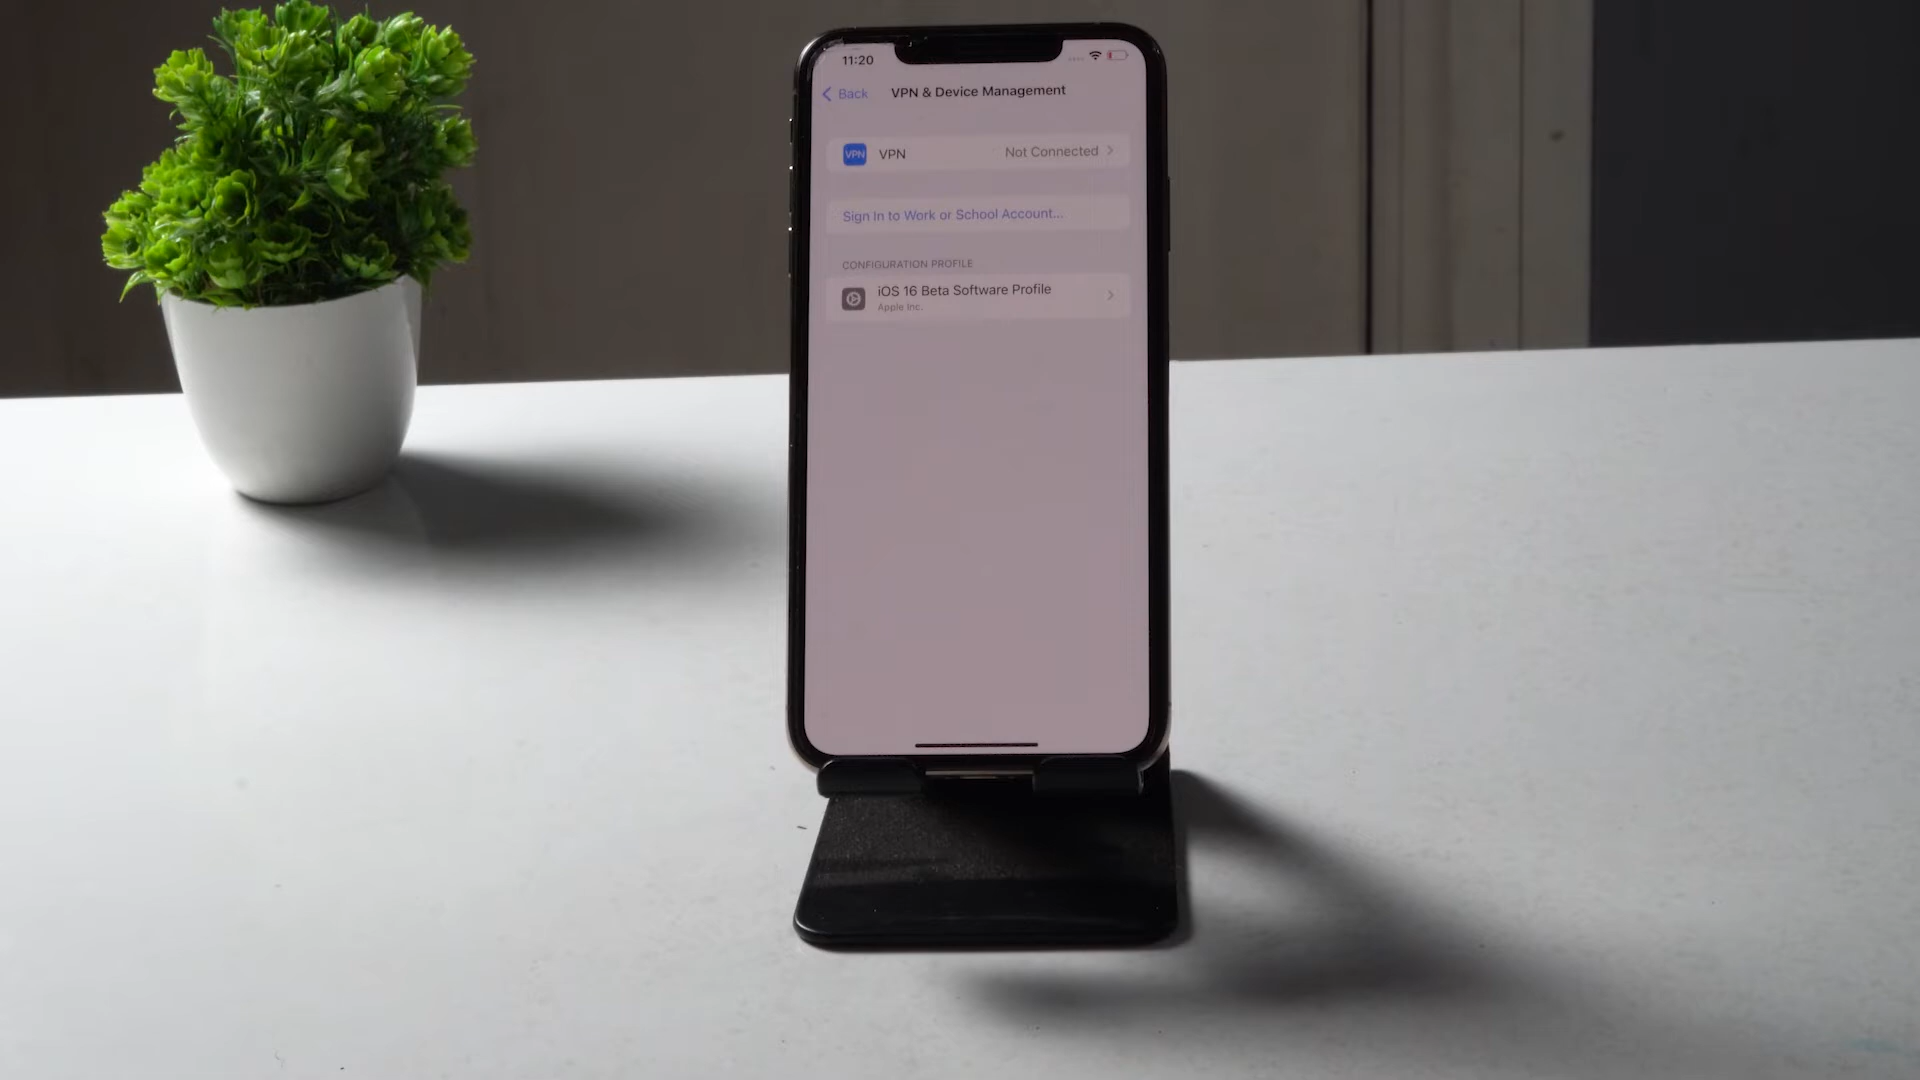 11:20
Back
VPN & Device Management
VPN VPN Not Connected
Sign In to Work or School Account...
CONFIGURATION PROFILE
iOS 16 Beta Software Profile
Apple Inc.